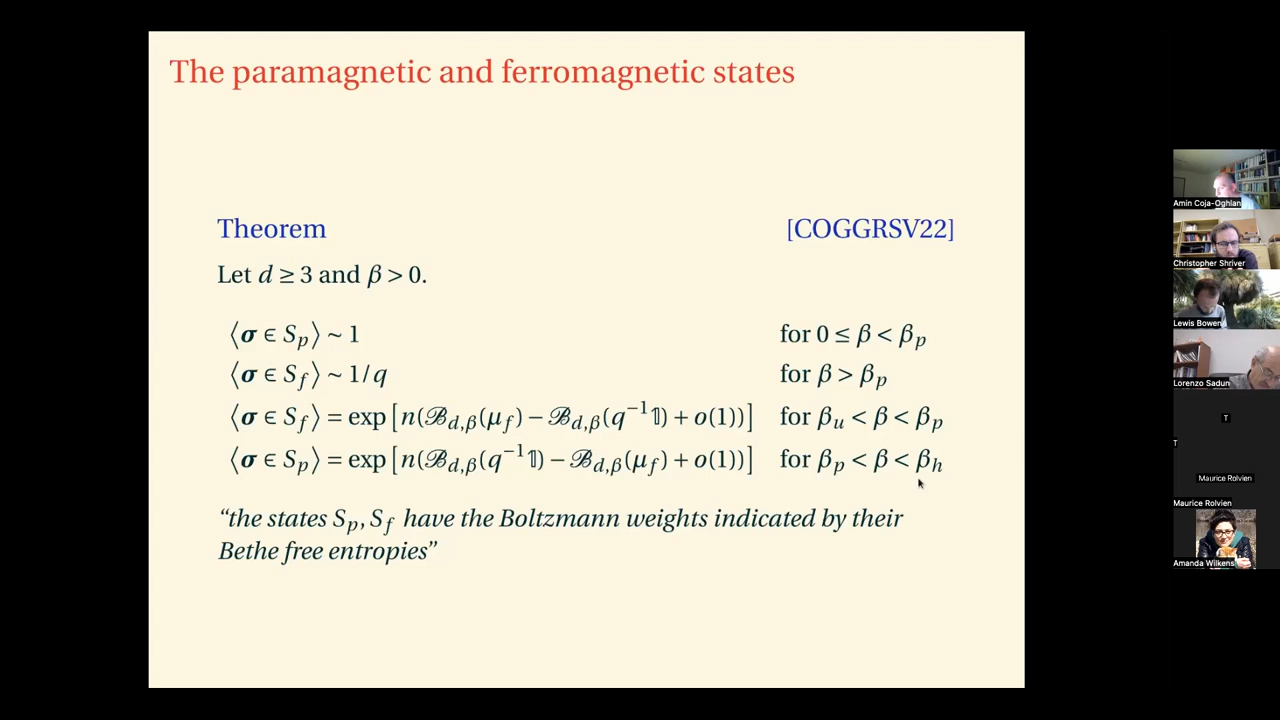 The paramagnetic and ferromagnetic states
Theorem [COGGRSV22]
Let d ≥ 3 and β > 0.
⟨σ ∈ S_p⟩ ~ 1 for 0 ≤ β < β_p
⟨σ ∈ S_f⟩ ~ 1/q for β > β_p
⟨σ ∈ S_f⟩ = exp[n(ℬ_{d,β}(μ_f) − ℬ_{d,β}(q^{−1}𝟙) + o(1))] for β_u < β < β_p
⟨σ ∈ S_p⟩ = exp[n(ℬ_{d,β}(q^{−1}𝟙) − ℬ_{d,β}(μ_f) + o(1))] for β_p < β < β_h
“the states S_p, S_f have the Boltzmann weights indicated by their
Bethe free entropies”
Amin Coja-Oghlan
Christopher Shriver
Lewis Bowen
Lorenzo Sadun
T
T
Maurice Rolvien
Maurice Rolvien
Amanda Wilkens